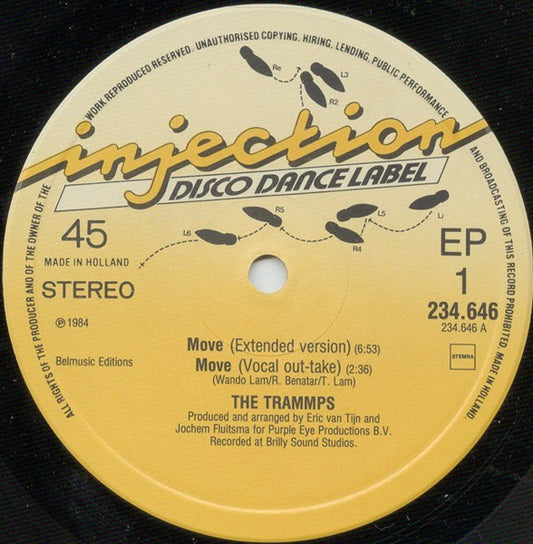 ALL RIGHTS OF THE PRODUCER AND OF THE OWNER OF THE WORK REPRODUCED RESERVED. UNAUTHORISED COPYING, HIRING, LENDING, PUBLIC PERFORMANCE AND BROADCASTING OF THIS RECORD PROHIBITED. MADE IN HOLLAND.
Re
L3
R2
injection
DISCO DANCE LABEL
L6
R5
R4
L5
Li
45
MADE IN HOLLAND
STEREO
℗ 1984
Belmusic Editions
EP
1
234.646
234.646 A
STEMRA
Move (Extended version) (6:53)
Move (Vocal out-take) (2:36)
(Wando Lam/R. Benatar/T. Lam)
THE TRAMMPS
Produced and arranged by Eric van Tijn and
Jochem Fluitsma for Purple Eye Productions B.V.
Recorded at Brilly Sound Studios.